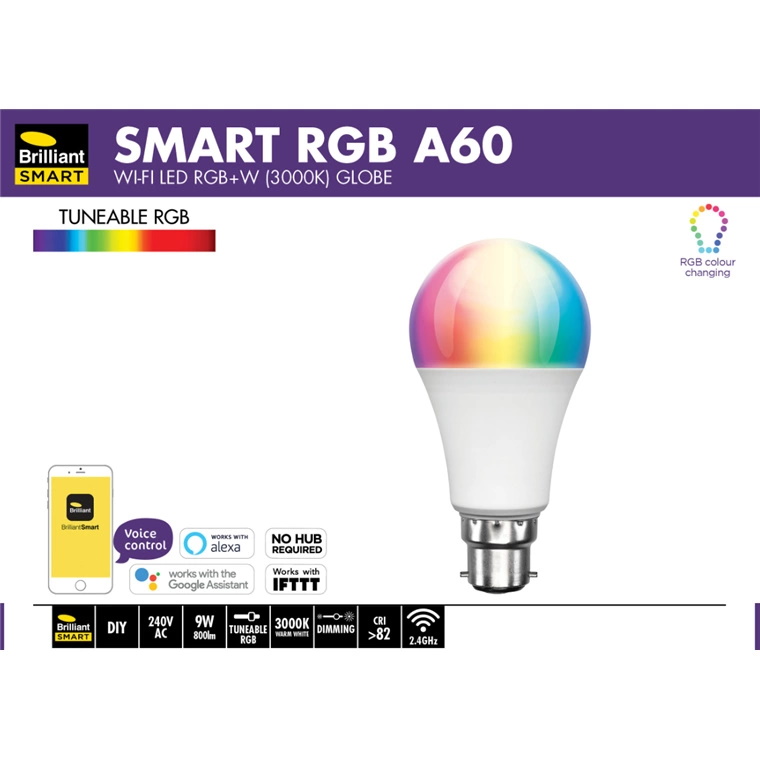 Brilliant
SMART
SMART RGB A60
WI-FI LED RGB+W (3000K) GLOBE
TUNEABLE RGB
RGB colour
changing
Brilliant
BrilliantSmart
Voice
control
WORKS WITH
alexa
NO HUB
REQUIRED
works with the
Google Assistant
Works with
IFTTT
Brilliant
SMART
DIY
240V
AC
9W
800lm
TUNEABLE
RGB
3000K
WARM WHITE
DIMMING
CRI
>82
2.4GHz